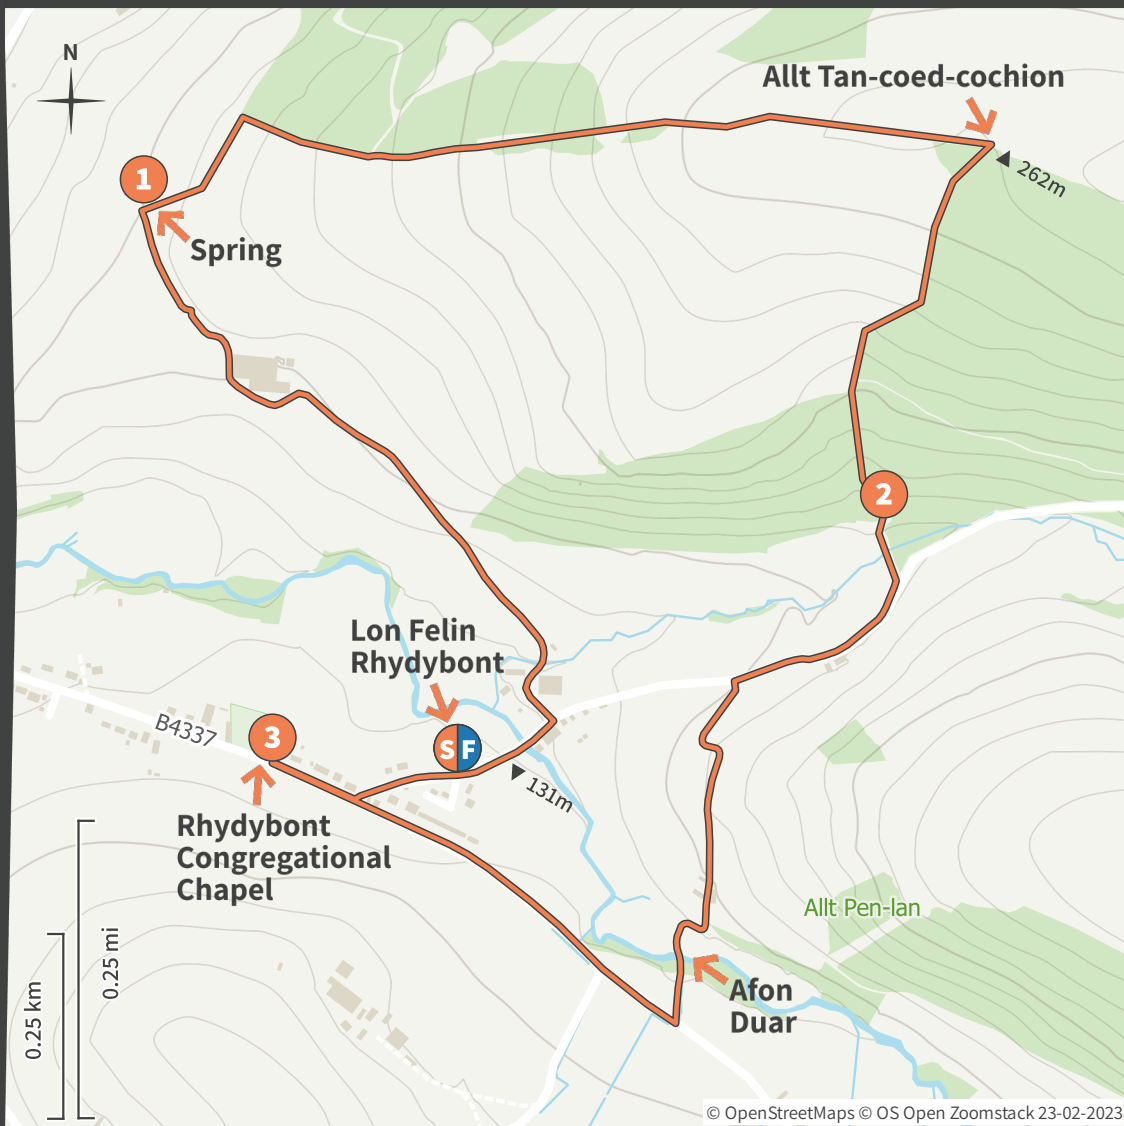 N
Allt Tan-coed-cochion
262m
1
Spring
2
Lon Felin
Rhydybont
B4337
3
S F
131m
Rhydybont
Congregational
Chapel
Allt Pen-lan
0.25 km
0.25 mi
Afon
Duar
© OpenStreetMaps © OS Open Zoomstack 23-02-2023